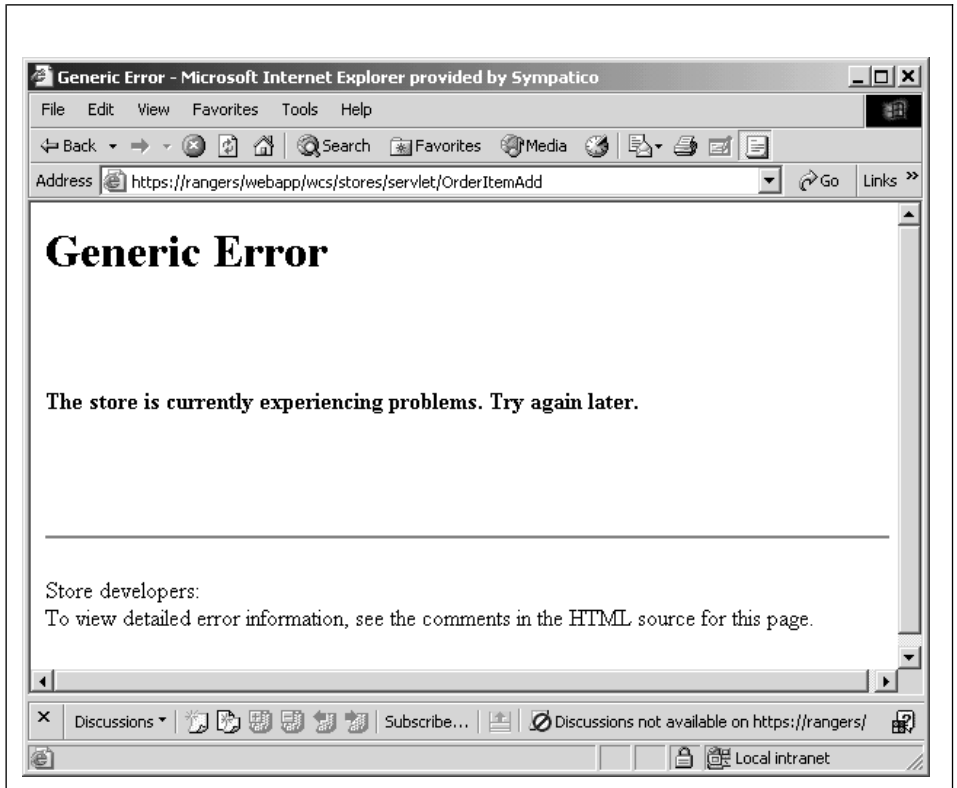 Generic Error - Microsoft Internet Explorer provided by Sympatico
File Edit View Favorites Tools Help
Back Search Favorites Media
Address https://rangers/webapp/wcs/stores/servlet/OrderItemAdd Go Links »
Generic Error
The store is currently experiencing problems. Try again later.
Store developers:
To view detailed error information, see the comments in the HTML source for this page.
Discussions Subscribe... Discussions not available on https://rangers/
Local intranet